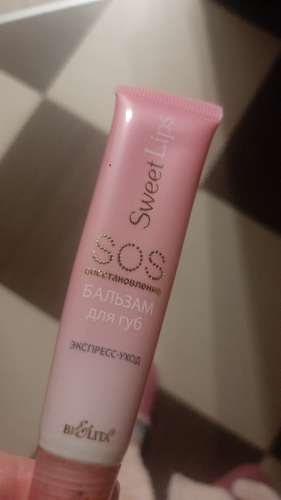 Sweet Lips
SOS
восстановление
БАЛЬЗАМ
для губ
ЭКСПРЕСС-УХОД
BIELITA®